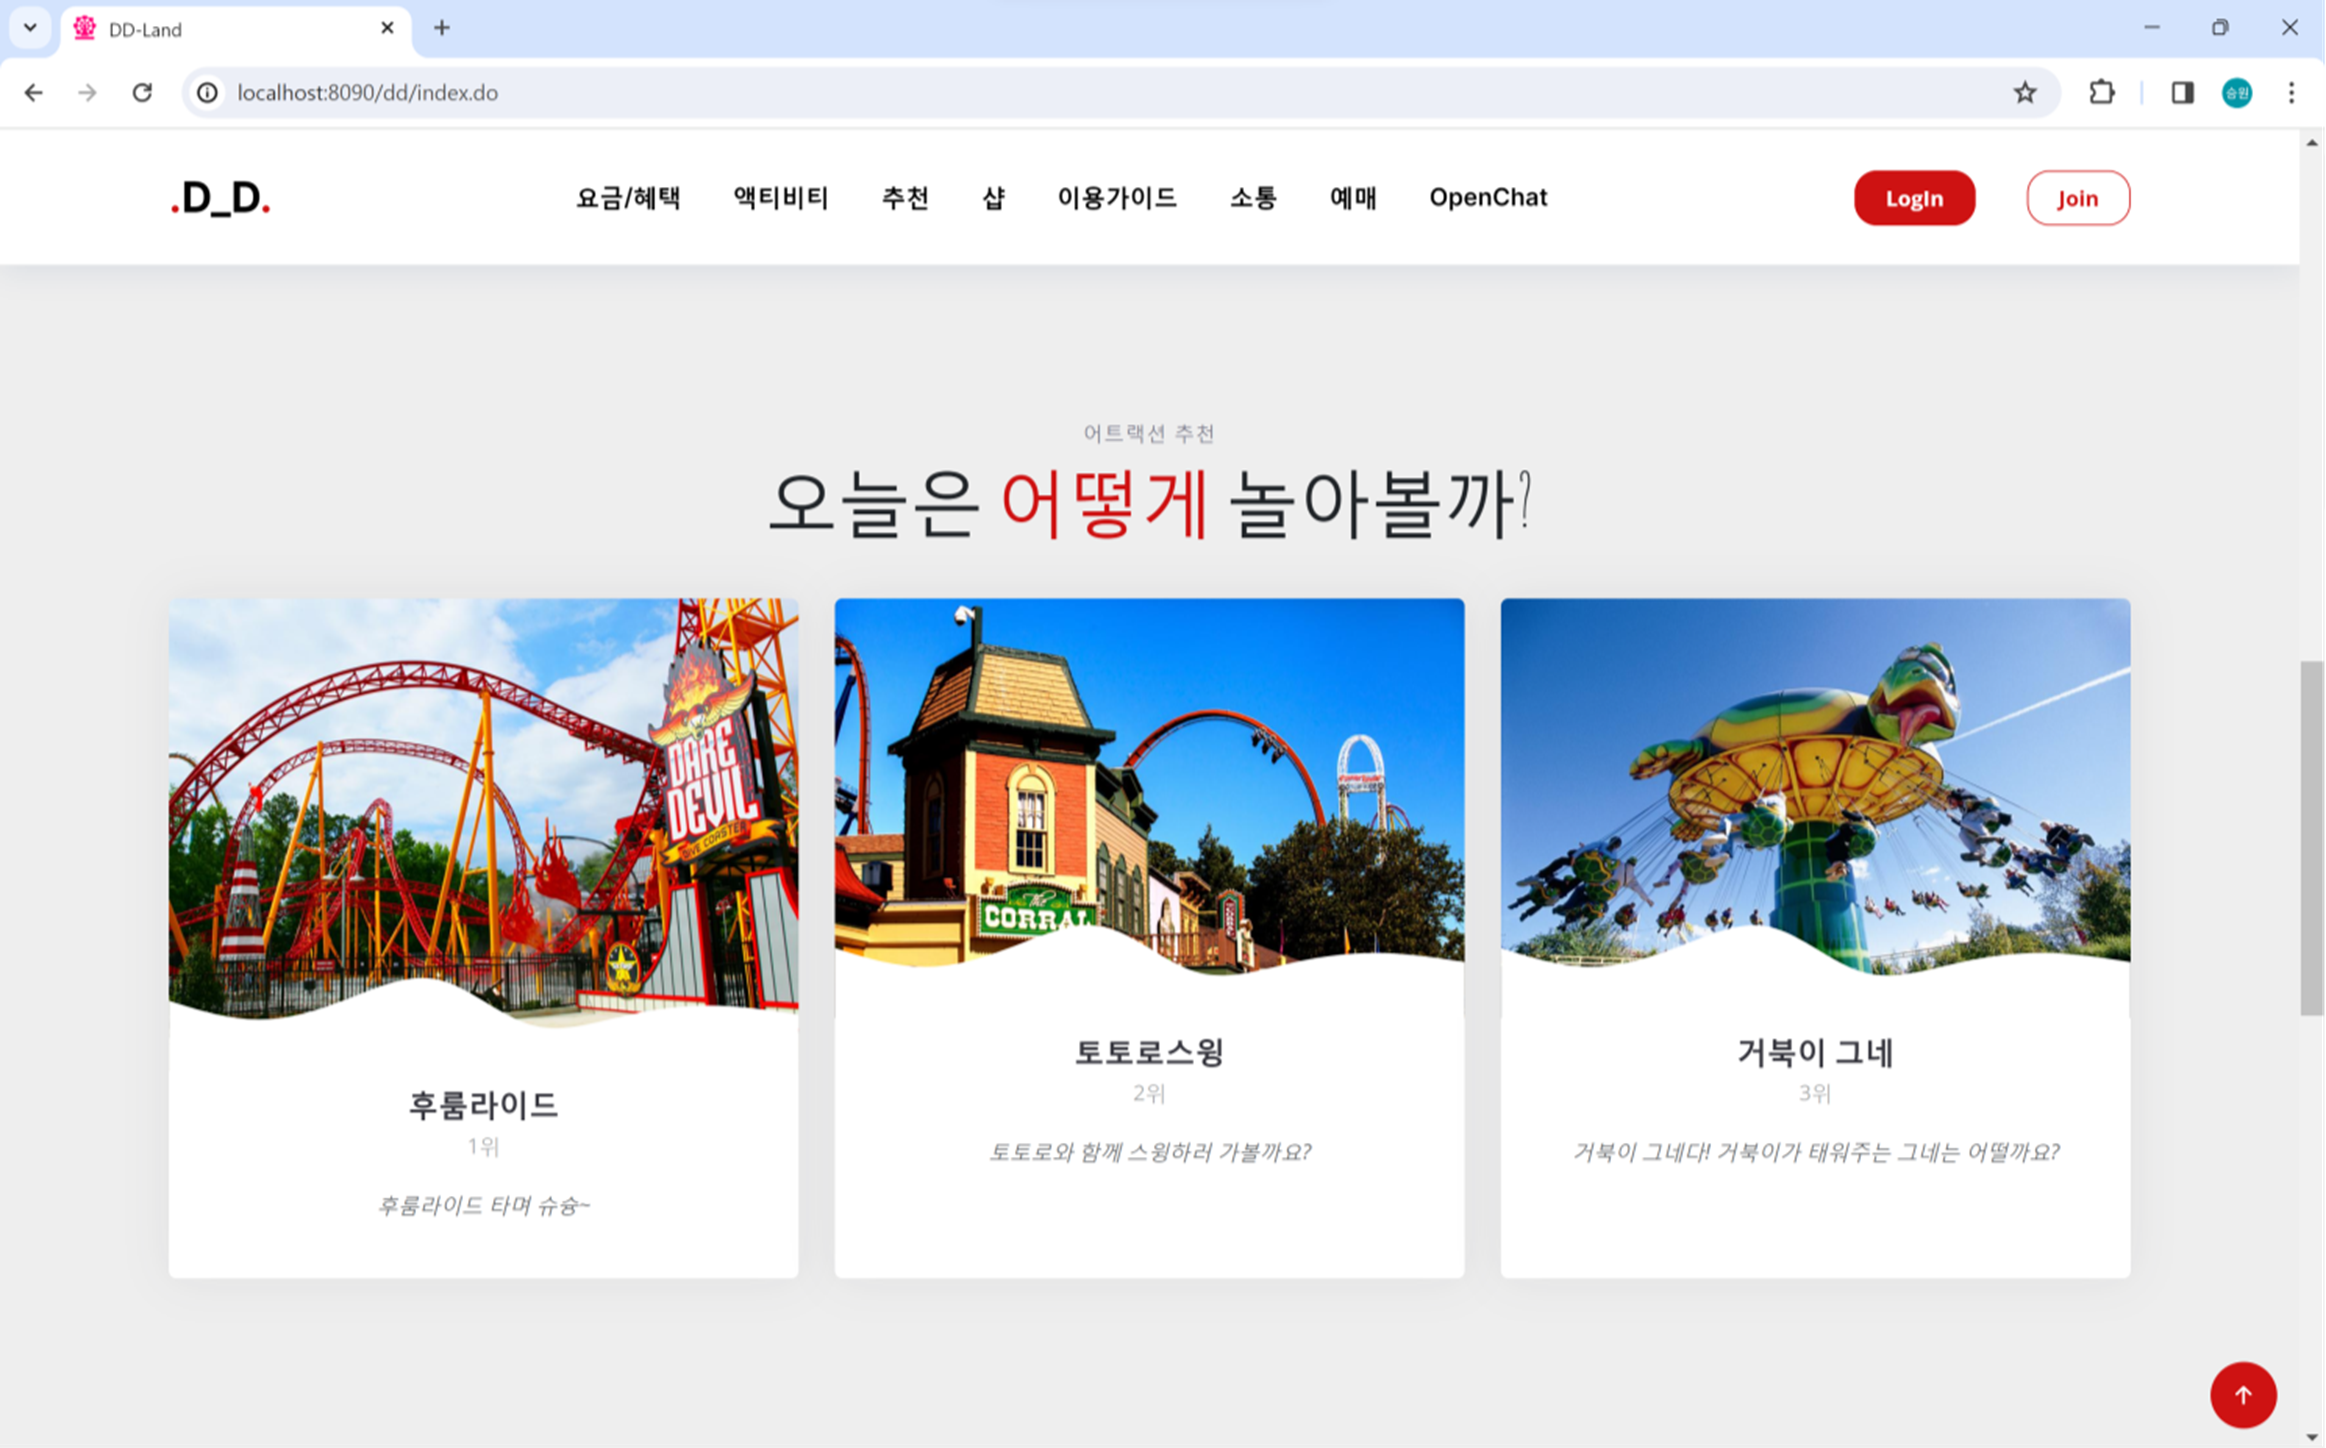 DD-Land
localhost:8090/dd/index.do
승원
.D_D.
요금/혜택 액티비티 추천 샵 이용가이드 소통 예매 OpenChat
LogIn Join
어트랙션 추천
오늘은 어떻게 놀아볼까?
DARE
DEVIL
DIVE COASTER
The
CORRAL
후룸라이드
1위
후룸라이드 타며 슈슝~
토토로스윙
2위
토토로와 함께 스윙하러 가볼까요?
거북이 그네
3위
거북이 그네다! 거북이가 태워주는 그네는 어떨까요?